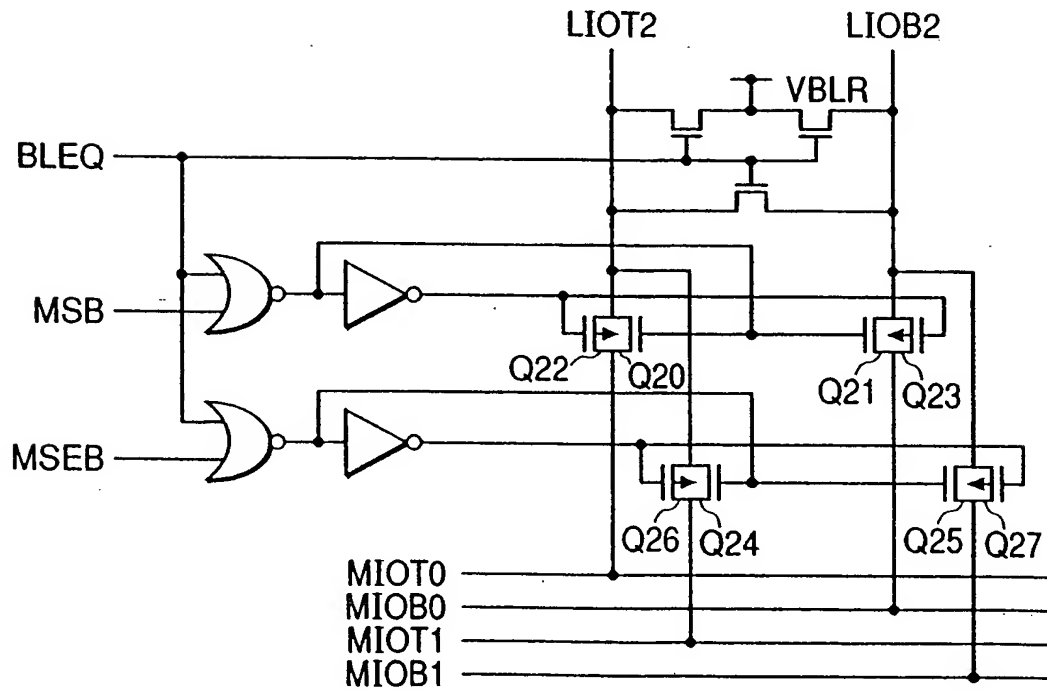 LIOT2 LIOB2
VBLR
BLEQ
MSB
Q22 Q20 Q21 Q23
MSEB
Q26 Q24 Q25 Q27
MIOT0
MIOB0
MIOT1
MIOB1